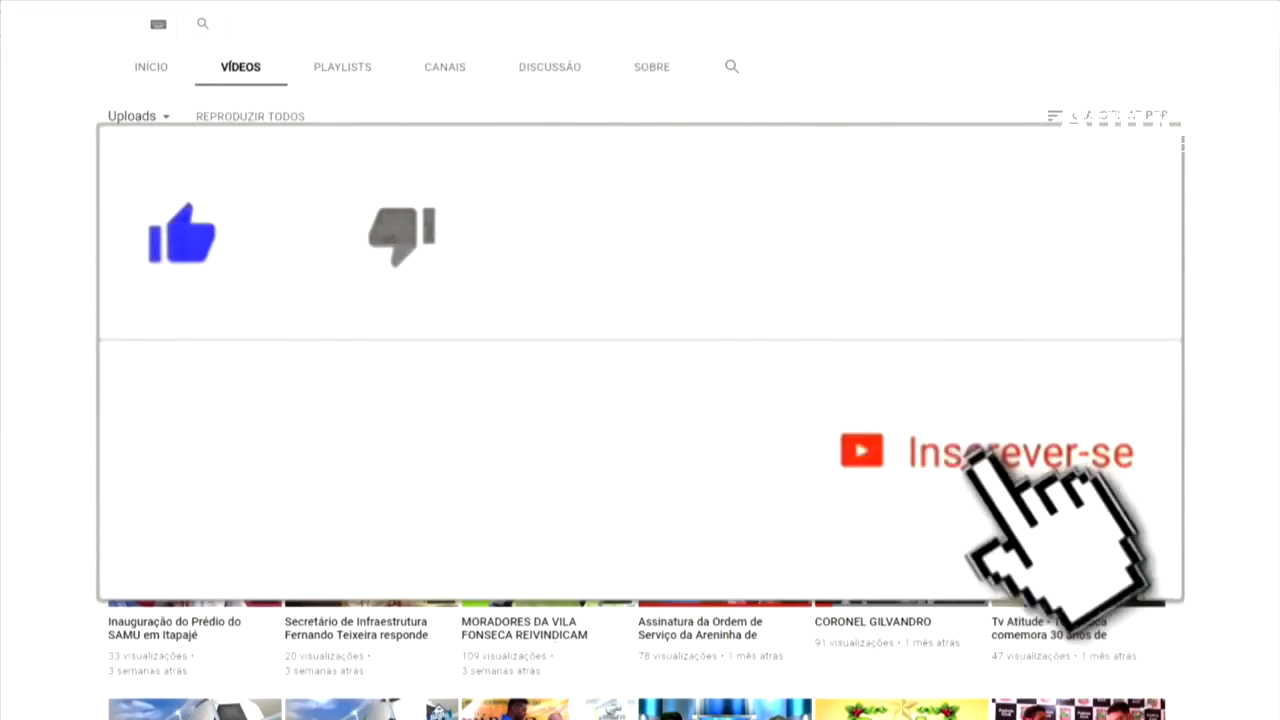 INÍCIO VÍDEOS PLAYLISTS CANAIS DISCUSSÃO SOBRE
Uploads REPRODUZIR TODOS
Inscrever-se
Inauguração do Prédio do
SAMU em Itapajé
33 visualizações •
3 semanas atrás
Secretário de Infraestrutura
Fernando Teixeira responde
20 visualizações •
3 semanas atrás
MORADORES DA VILA
FONSECA REIVINDICAM
109 visualizações •
3 semanas atrás
Assinatura da Ordem de
Serviço da Areninha de
78 visualizações • 1 mês atrás
CORONEL GILVANDRO
91 visualizações • 1 mês atrás
Tv Atitude -
comemora 30 anos de
47 visualizações • 1 mês atrás